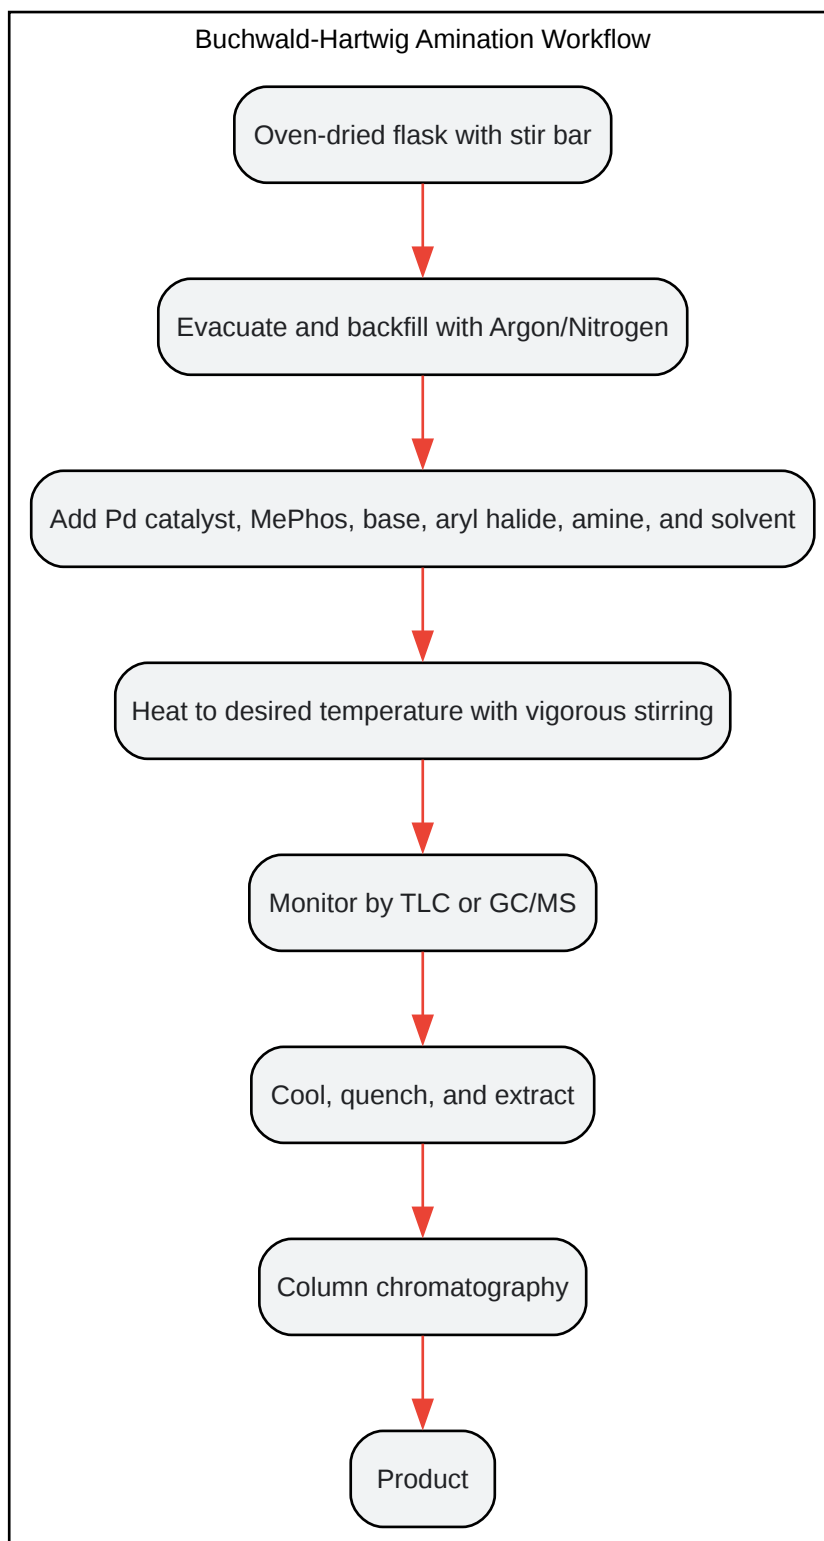 Buchwald-Hartwig Amination Workflow
Oven-dried flask with stir bar
Evacuate and backfill with Argon/Nitrogen
Add Pd catalyst, MePhos, base, aryl halide, amine, and solvent
Heat to desired temperature with vigorous stirring
Monitor by TLC or GC/MS
Cool, quench, and extract
Column chromatography
Product